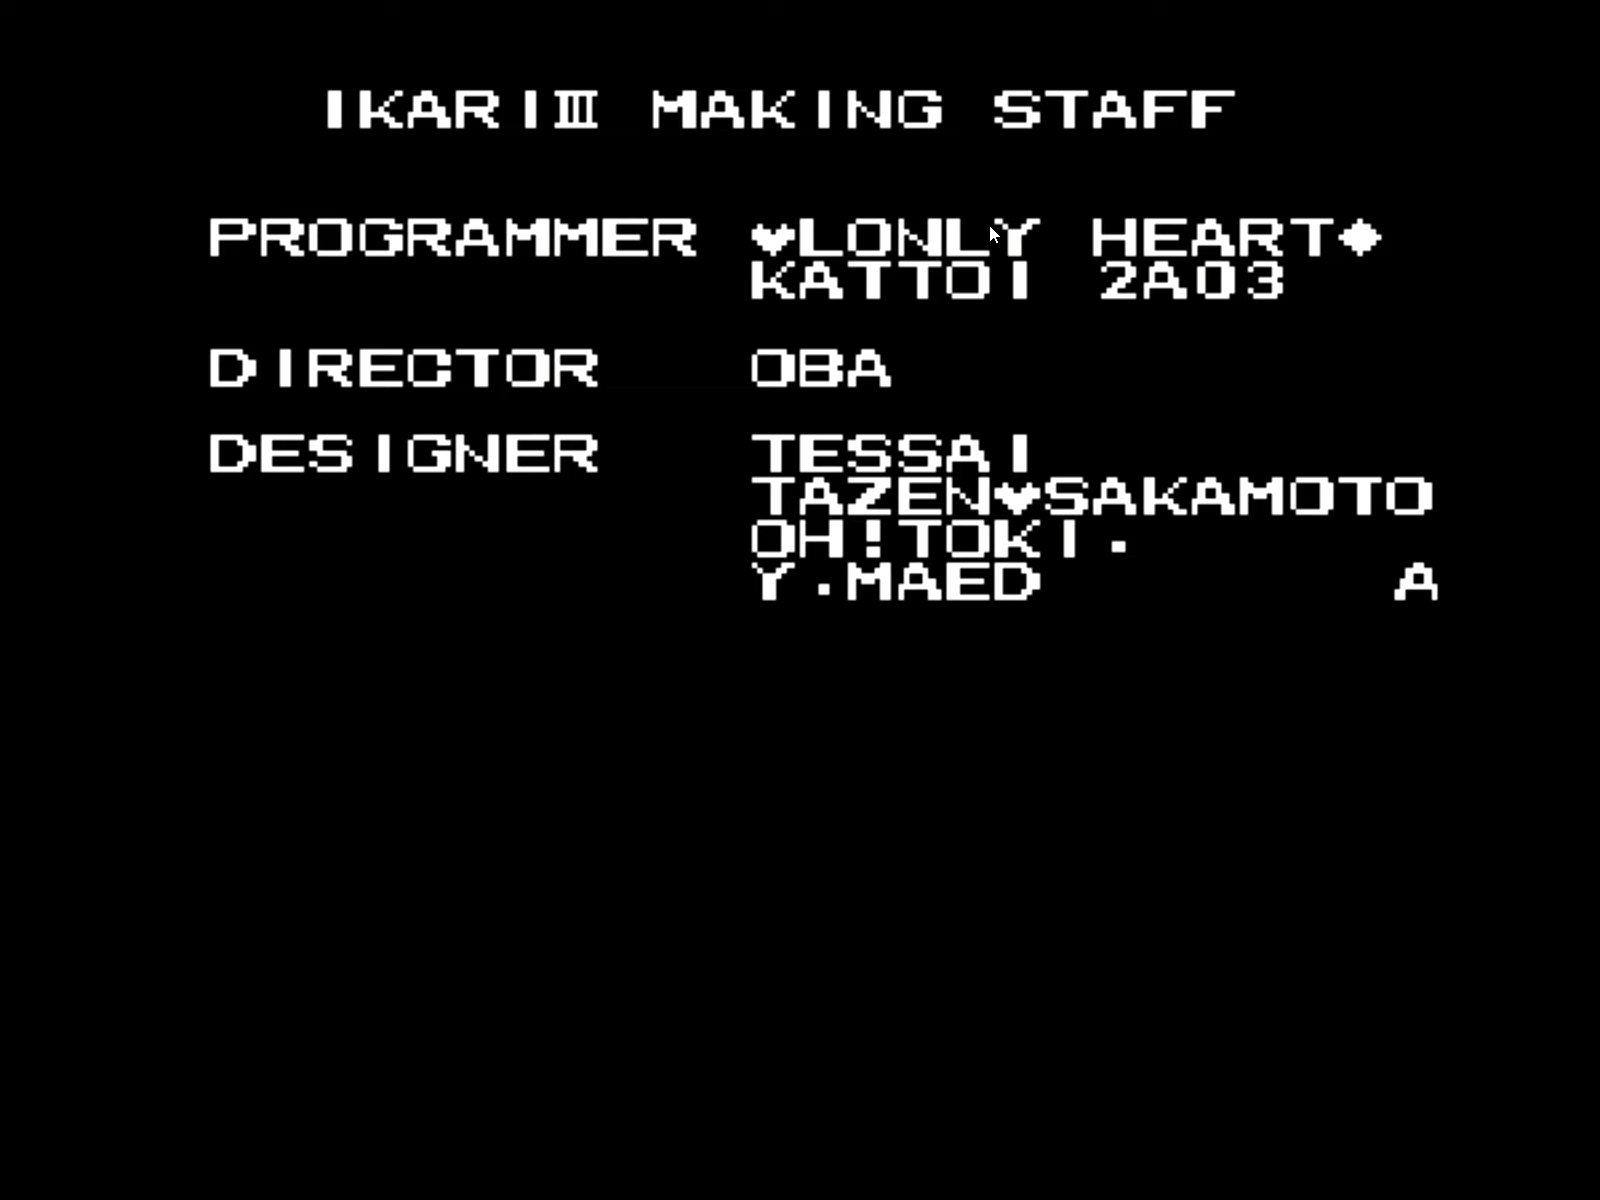 IKARIⅢ MAKING STAFF
PROGRAMMER ♥LONLY HEART◆
KATTOI 2A03
DIRECTOR OBA
DESIGNER TESSAI
TAZEN♥SAKAMOTO
OH!TOKI.
Y.MAED A